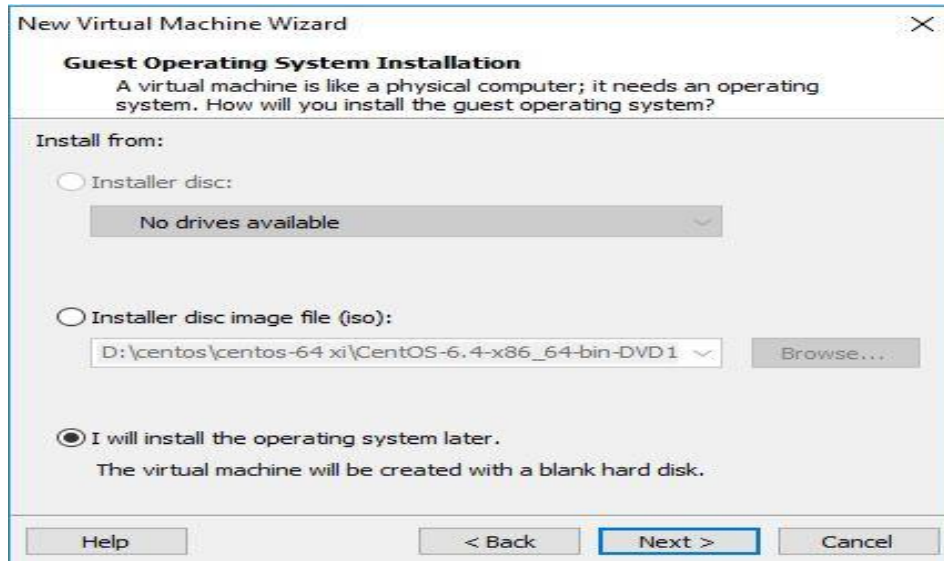 New Virtual Machine Wizard
Guest Operating System Installation
A virtual machine is like a physical computer; it needs an operating
system. How will you install the guest operating system?
Install from:
Installer disc:
No drives available
Installer disc image file (iso):
D:\centos\centos-64 xi\CentOS-6.4-x86_64-bin-DVD1
Browse...
I will install the operating system later.
The virtual machine will be created with a blank hard disk.
Help
< Back
Next >
Cancel